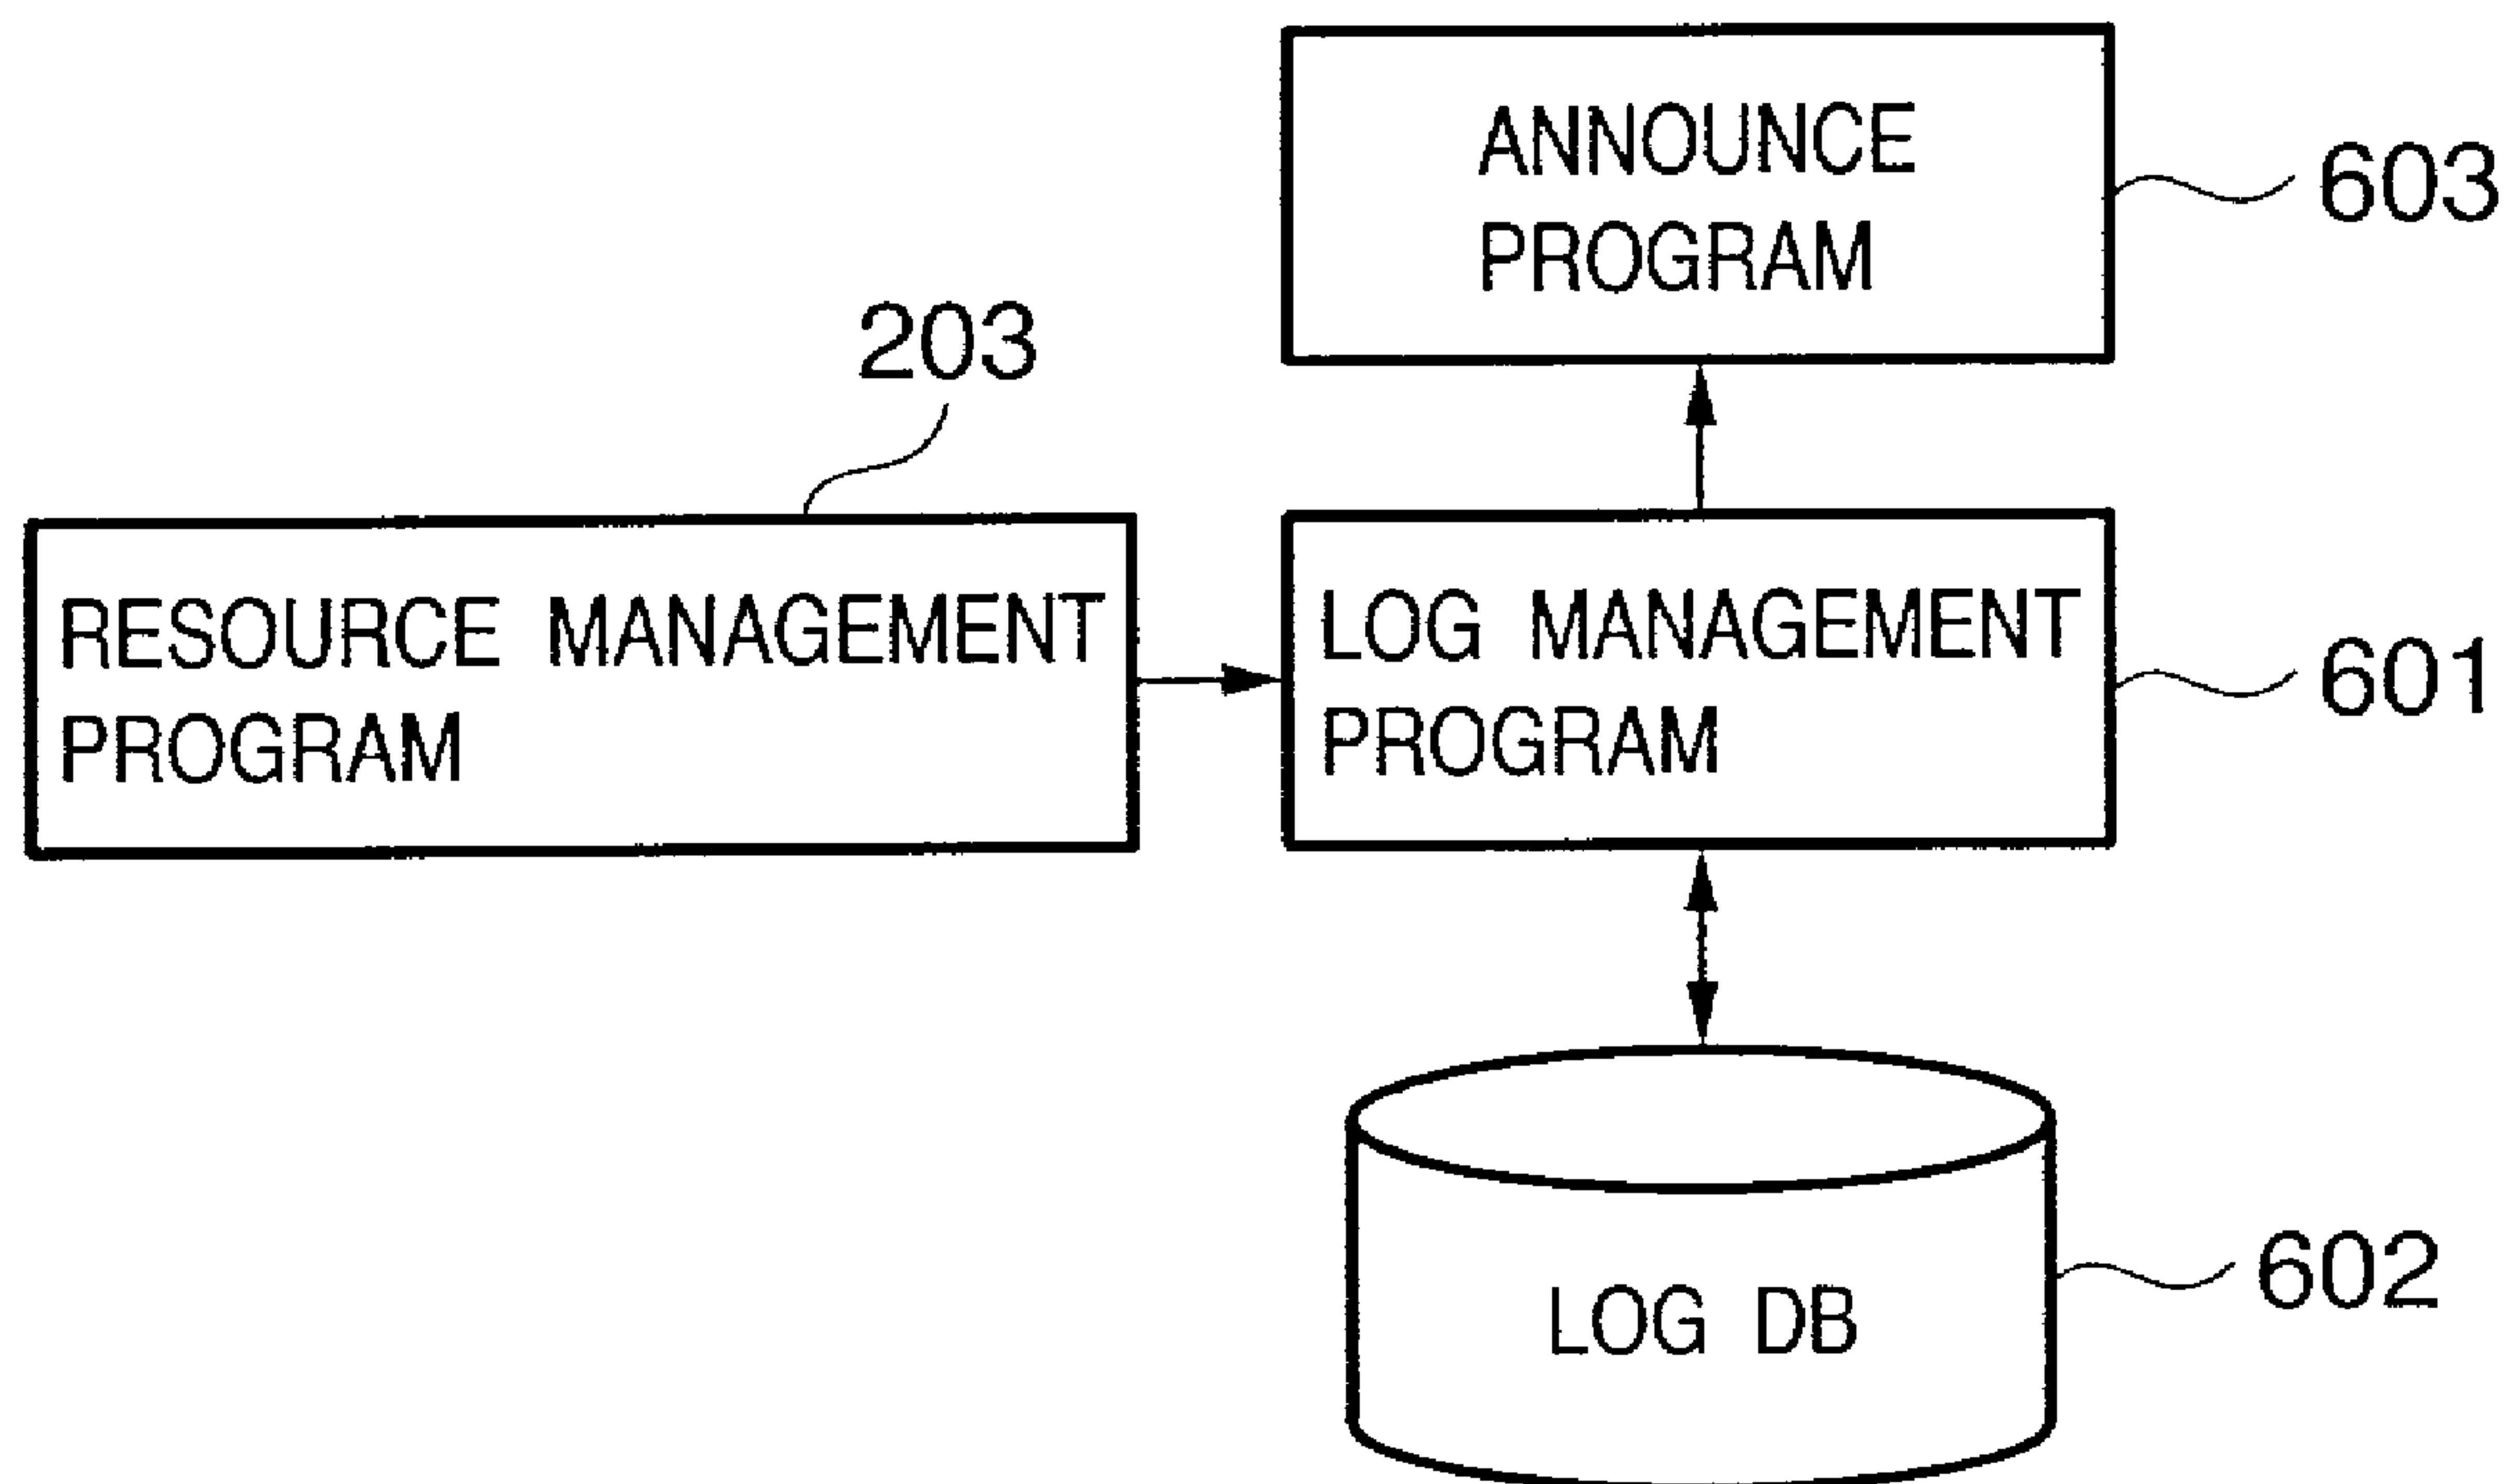 ANNOUNCE
PROGRAM
603
203
RESOURCE MANAGEMENT
PROGRAM
LOG MANAGEMENT
PROGRAM
601
LOG DB
602